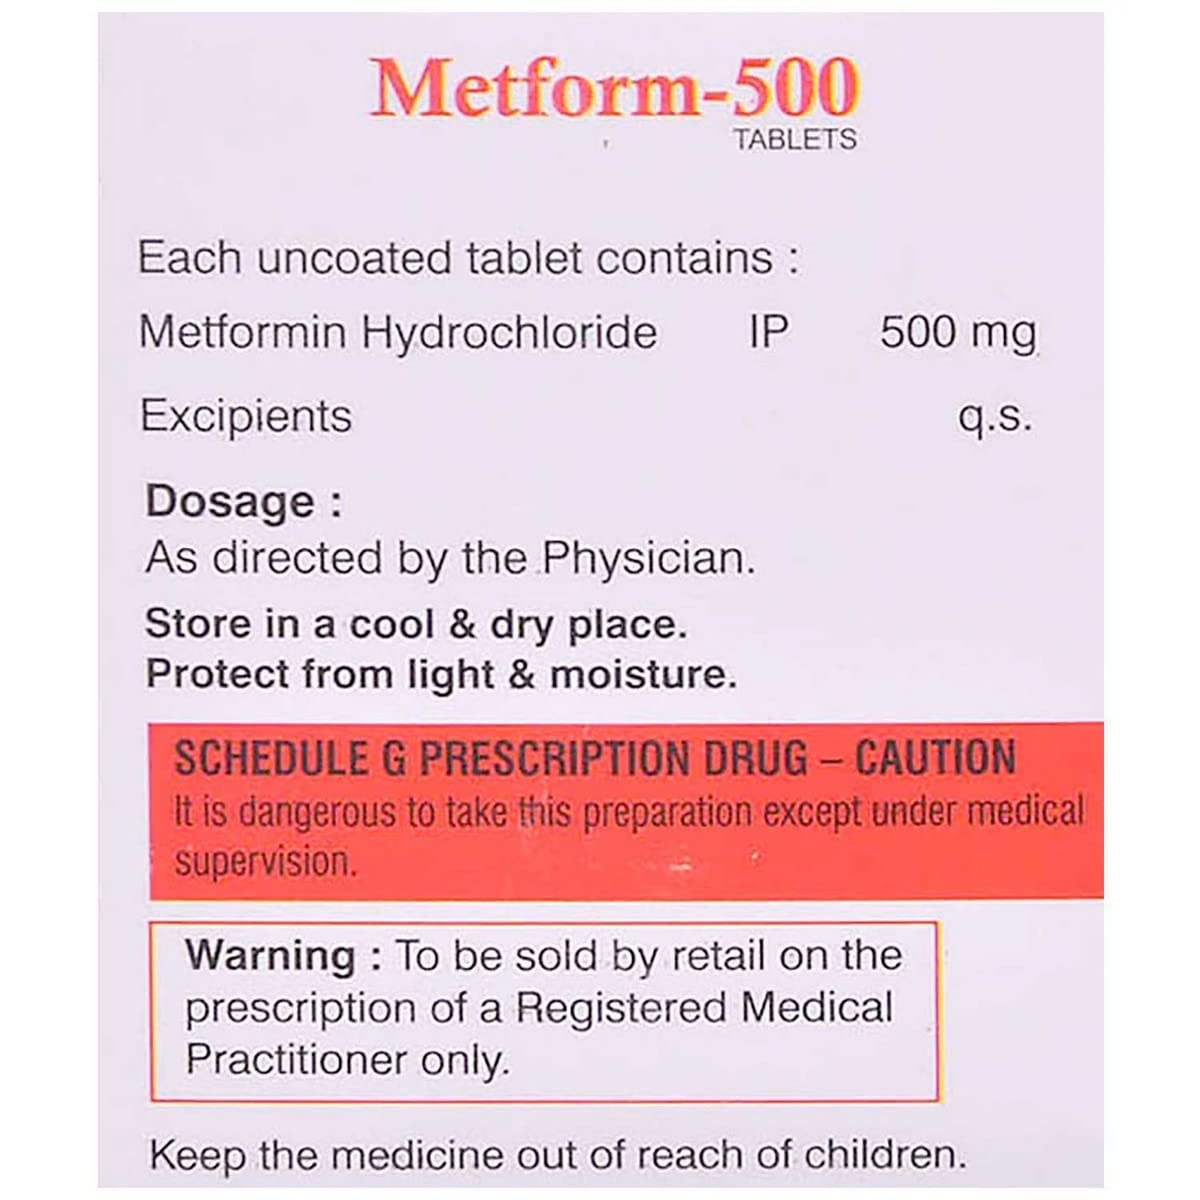 Metform-500
TABLETS
Each uncoated tablet contains :
Metformin Hydrochloride IP 500 mg
Excipients q.s.
Dosage :
As directed by the Physician.
Store in a cool & dry place.
Protect from light & moisture.
SCHEDULE G PRESCRIPTION DRUG – CAUTION
It is dangerous to take this preparation except under medical
supervision.
Warning : To be sold by retail on the
prescription of a Registered Medical
Practitioner only.
Keep the medicine out of reach of children.